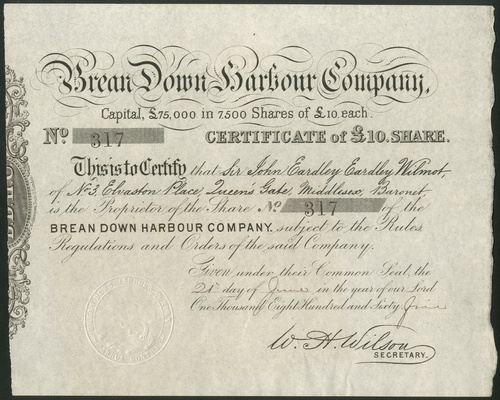 Brean Down Harbour Company,
Capital, £75,000 in 7,500 Shares of £10 each.
No 317 CERTIFICATE of £10. SHARE.
This is to Certify that Sir John Eardley Eardley Wilmot,
of No 3, Elvaston Place, Queens Gate, Middlesex, Baronet
is the Proprietor of the Share No 317 of the
BREAN DOWN HARBOUR COMPANY, subject to the Rules
Regulations and Orders of the said Company.
Given under their Common Seal, the
day of June in the year of our Lord
One Thousand Eight Hundred and Sixty
W. H. Wilson
SECRETARY.